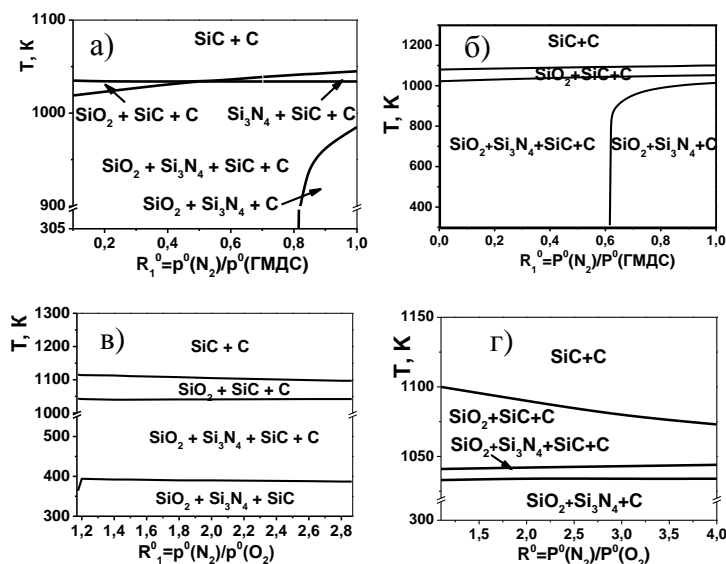 а)
T, К
1100
1000
900
305
SiC + C
SiO₂ + SiC + C
Si₃N₄ + SiC + C
SiO₂ + Si₃N₄ + SiC + C
SiO₂ + Si₃N₄ + C
0,2 0,4 0,6 0,8 1,0
R₁⁰=p⁰(N₂)/p⁰(ГМДС)
б)
T, К
1200
1000
800
600
400
SiC+C
SiO₂+SiC+C
SiO₂+Si₃N₄+SiC+C
SiO₂+Si₃N₄+C
0,0 0,2 0,4 0,6 0,8 1,0
R₁⁰=P⁰(N₂)/P⁰(ГМДС)
в)
T, К
1300
1200
1100
1000
500
400
300
SiC + C
SiO₂ + SiC + C
SiO₂ + Si₃N₄ + SiC + C
SiO₂ + Si₃N₄ + SiC
1,2 1,4 1,6 1,8 2,0 2,2 2,4 2,6 2,8
R⁰₁=p⁰(N₂)/p⁰(O₂)
г)
T, К
1150
1100
1050
300
SiC+C
SiO₂+SiC+C
SiO₂+Si₃N₄+SiC+C
SiO₂+Si₃N₄+C
1,5 2,0 2,5 3,0 3,5 4,0
R⁰=P⁰(N₂)/P⁰(O₂)